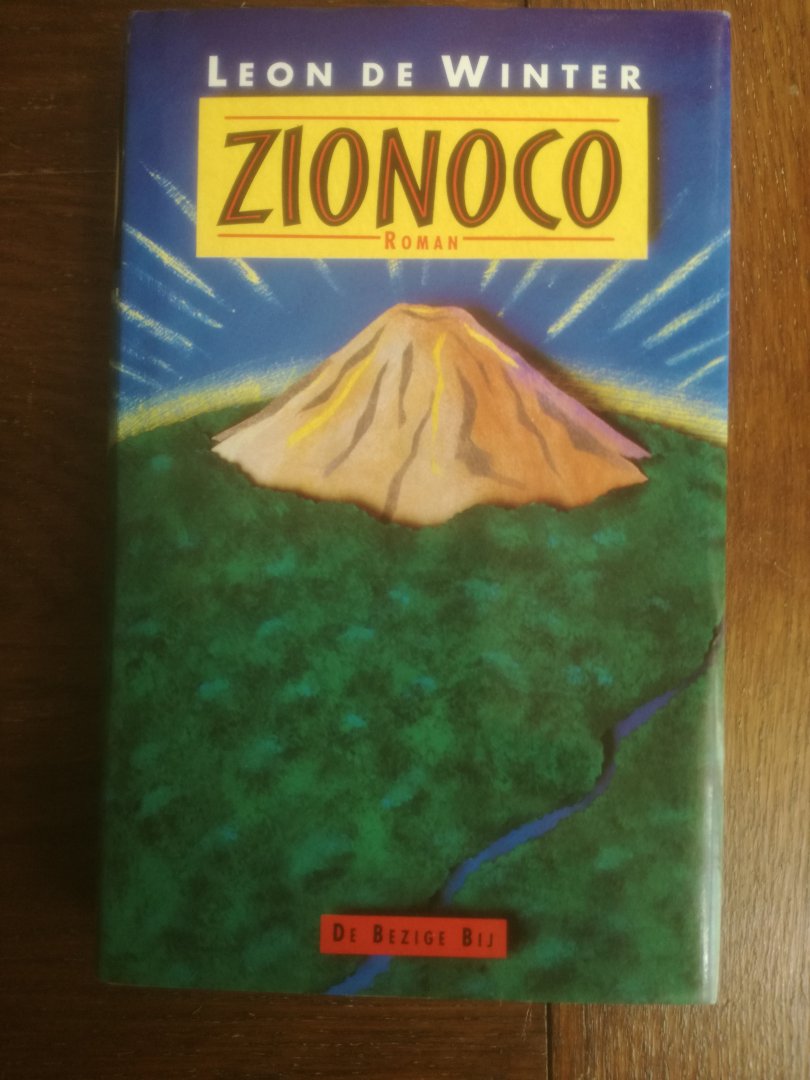 LEON DE WINTER
ZIONOCO
ROMAN
DE BEZIGE BIJ